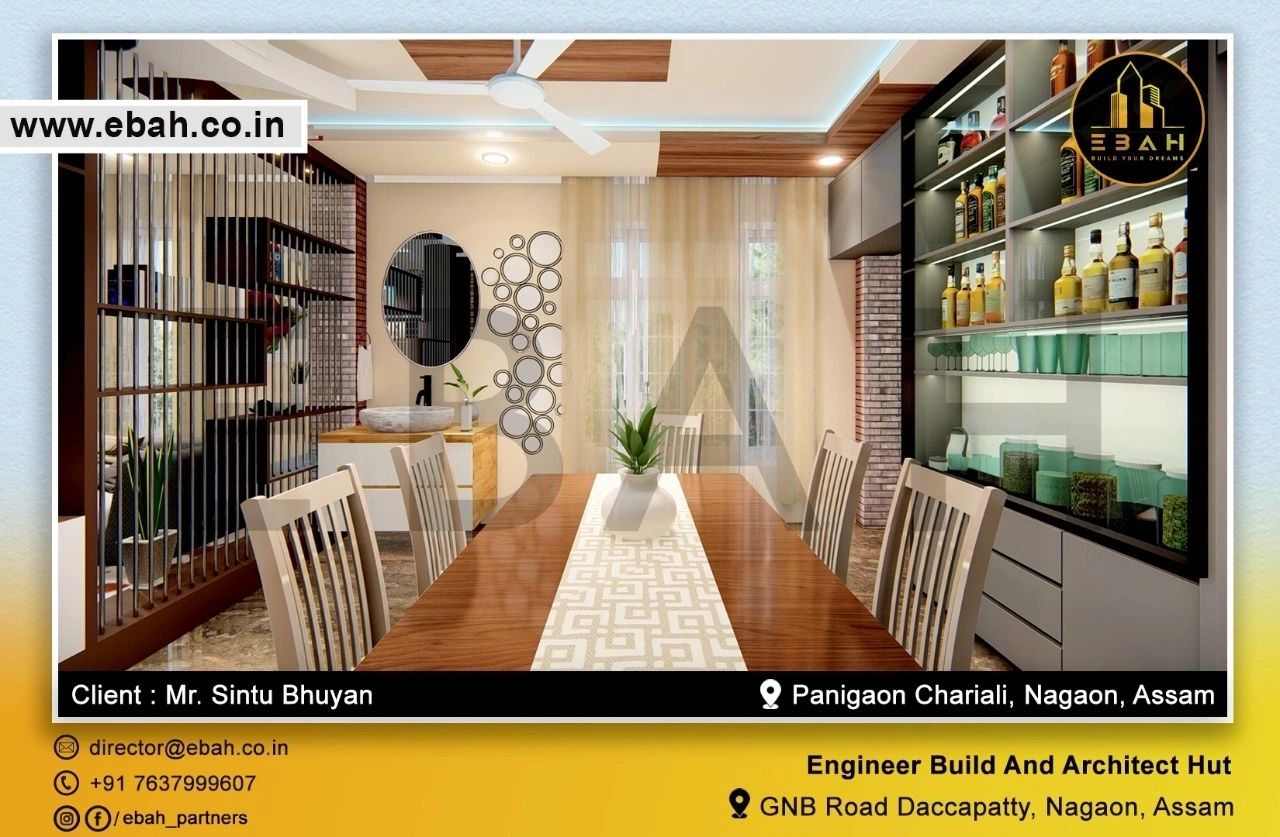 www.ebah.co.in
EBAH
BUILD YOUR DREAMS
EBAH
Client : Mr. Sintu Bhuyan
Panigaon Chariali, Nagaon, Assam
director@ebah.co.in
+91 7637999607
/ ebah_partners
Engineer Build And Architect Hut
GNB Road Daccapatty, Nagaon, Assam